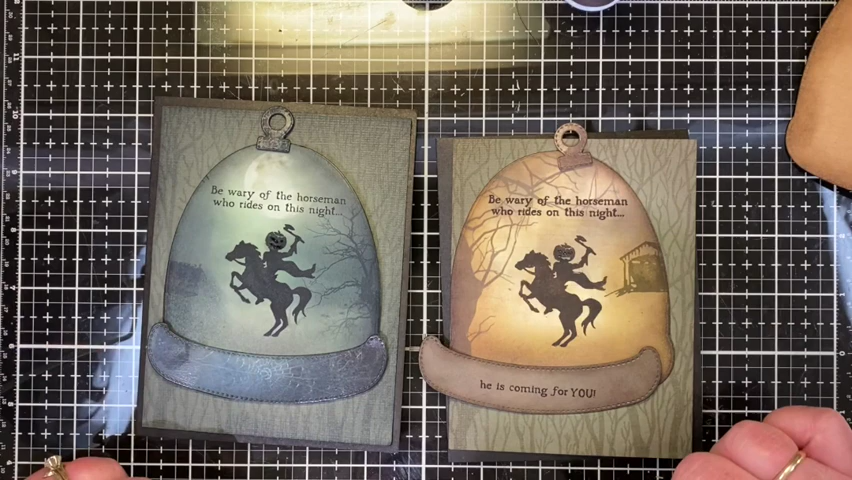 Be wary of the horseman
who rides on this night...
Be wary of the horseman
who rides on this night...
he is coming for YOU!